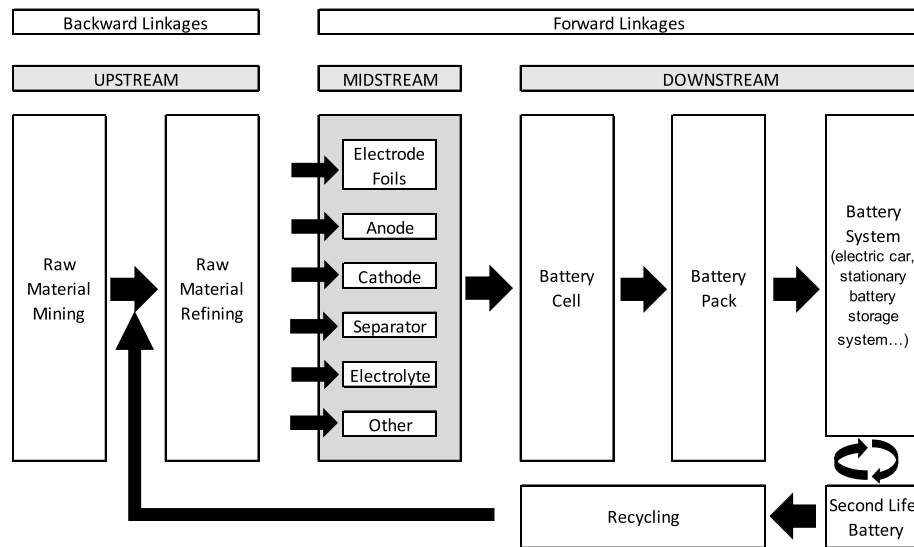 Backward Linkages
Forward Linkages
UPSTREAM
MIDSTREAM
DOWNSTREAM
Raw
Material
Mining
Raw
Material
Refining
Electrode
Foils
Anode
Cathode
Separator
Electrolyte
Other
Battery
Cell
Battery
Pack
Battery
System
(electric car,
stationary
battery
storage
system...)
Recycling
Second Life
Battery